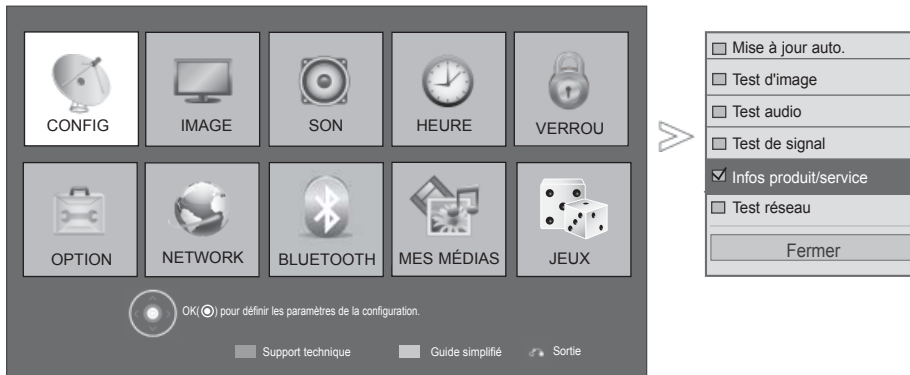 CONFIG IMAGE SON HEURE VERROU
OPTION NETWORK BLUETOOTH MES MÉDIAS JEUX
OK( ) pour définir les paramètres de la configuration.
Support technique Guide simplifié Sortie
Mise à jour auto.
Test d'image
Test audio
Test de signal
Infos produit/service
Test réseau
Fermer